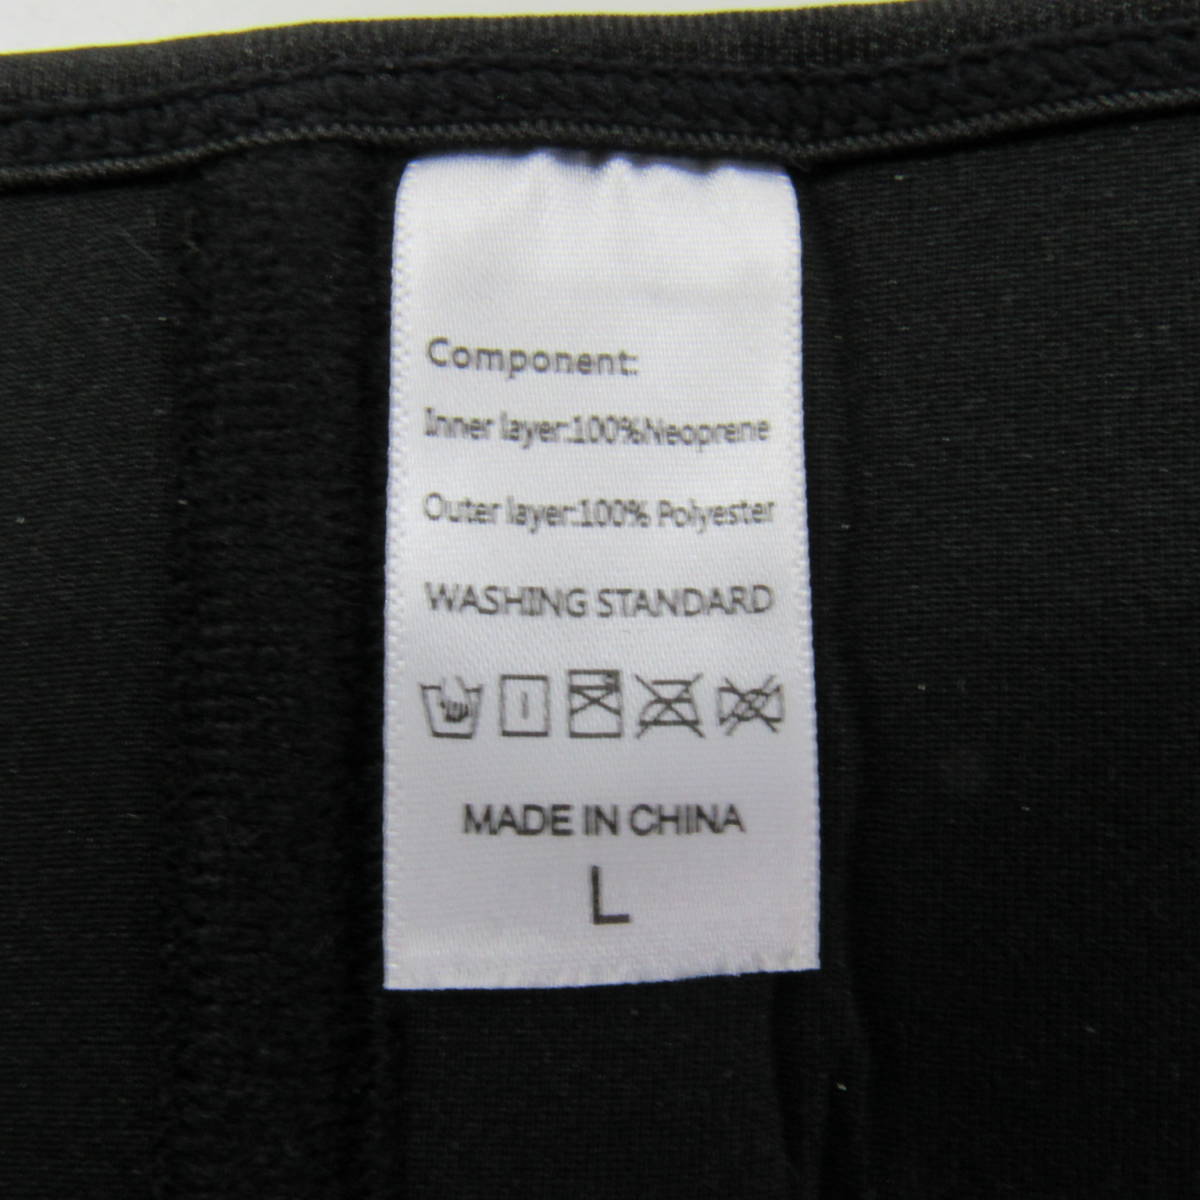 Component:
Inner layer:100%Neoprene
Outer layer:100% Polyester
WASHING STANDARD
MADE IN CHINA
L